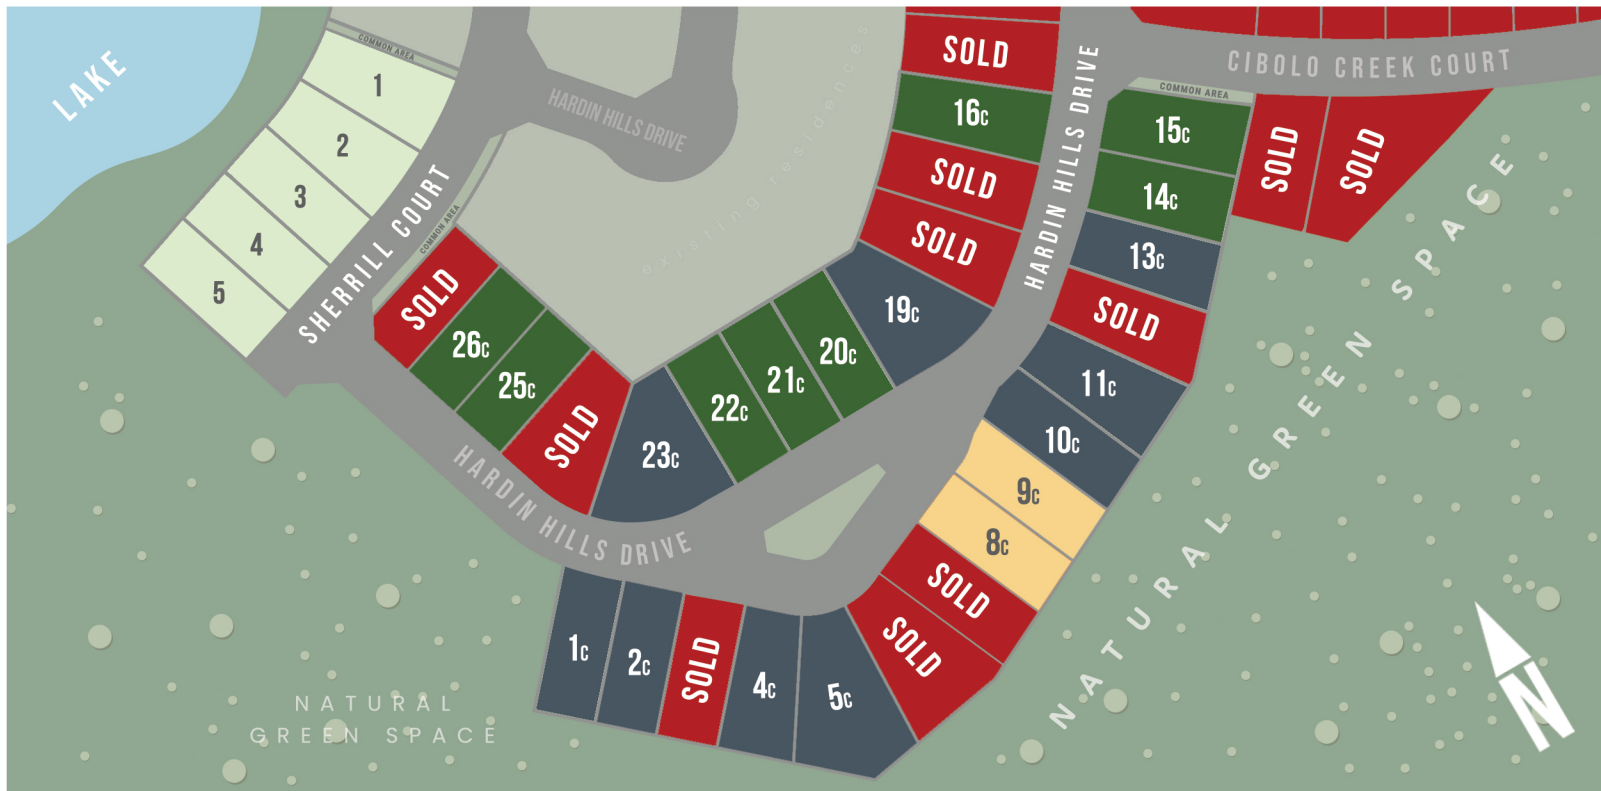 LAKE
COMMON AREA
1
2
3
4
5
SHERRILL COURT
COMMON AREA
HARDIN HILLS DRIVE
existing residences
SOLD
16C
SOLD
SOLD
HARDIN HILLS DRIVE
CIBOLO CREEK COURT
COMMON AREA
15C
14C
13C
SOLD
SOLD
SOLD
11C
10C
9C
8C
SOLD
SOLD
19C
20C
21C
22C
23C
SOLD
25C
26C
SOLD
HARDIN HILLS DRIVE
1C
2C
SOLD
4C
5C
NATURAL
GREEN SPACE
NATURAL GREEN SPACE
N